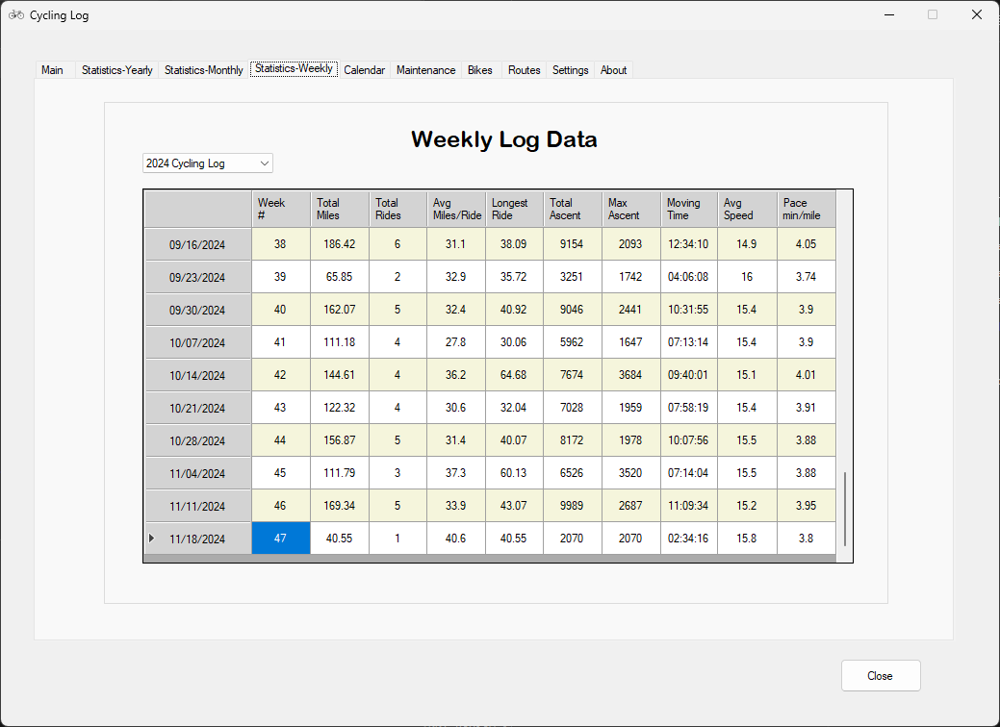 Cycling Log
Main Statistics-Yearly Statistics-Monthly Statistics-Weekly Calendar Maintenance Bikes Routes Settings About
Weekly Log Data
2024 Cycling Log
Week # Total Miles Total Rides Avg Miles/Ride Longest Ride Total Ascent Max Ascent Moving Time Avg Speed Pace min/mile
09/16/2024 38 186.42 6 31.1 38.09 9154 2093 12:34:10 14.9 4.05
09/23/2024 39 65.85 2 32.9 35.72 3251 1742 04:06:08 16 3.74
09/30/2024 40 162.07 5 32.4 40.92 9046 2441 10:31:55 15.4 3.9
10/07/2024 41 111.18 4 27.8 30.06 5962 1647 07:13:14 15.4 3.9
10/14/2024 42 144.61 4 36.2 64.68 7674 3684 09:40:01 15.1 4.01
10/21/2024 43 122.32 4 30.6 32.04 7028 1959 07:58:19 15.4 3.91
10/28/2024 44 156.87 5 31.4 40.07 8172 1978 10:07:56 15.5 3.88
11/04/2024 45 111.79 3 37.3 60.13 6526 3520 07:14:04 15.5 3.88
11/11/2024 46 169.34 5 33.9 43.07 9989 2687 11:09:34 15.2 3.95
11/18/2024 47 40.55 1 40.6 40.55 2070 2070 02:34:16 15.8 3.8
Close